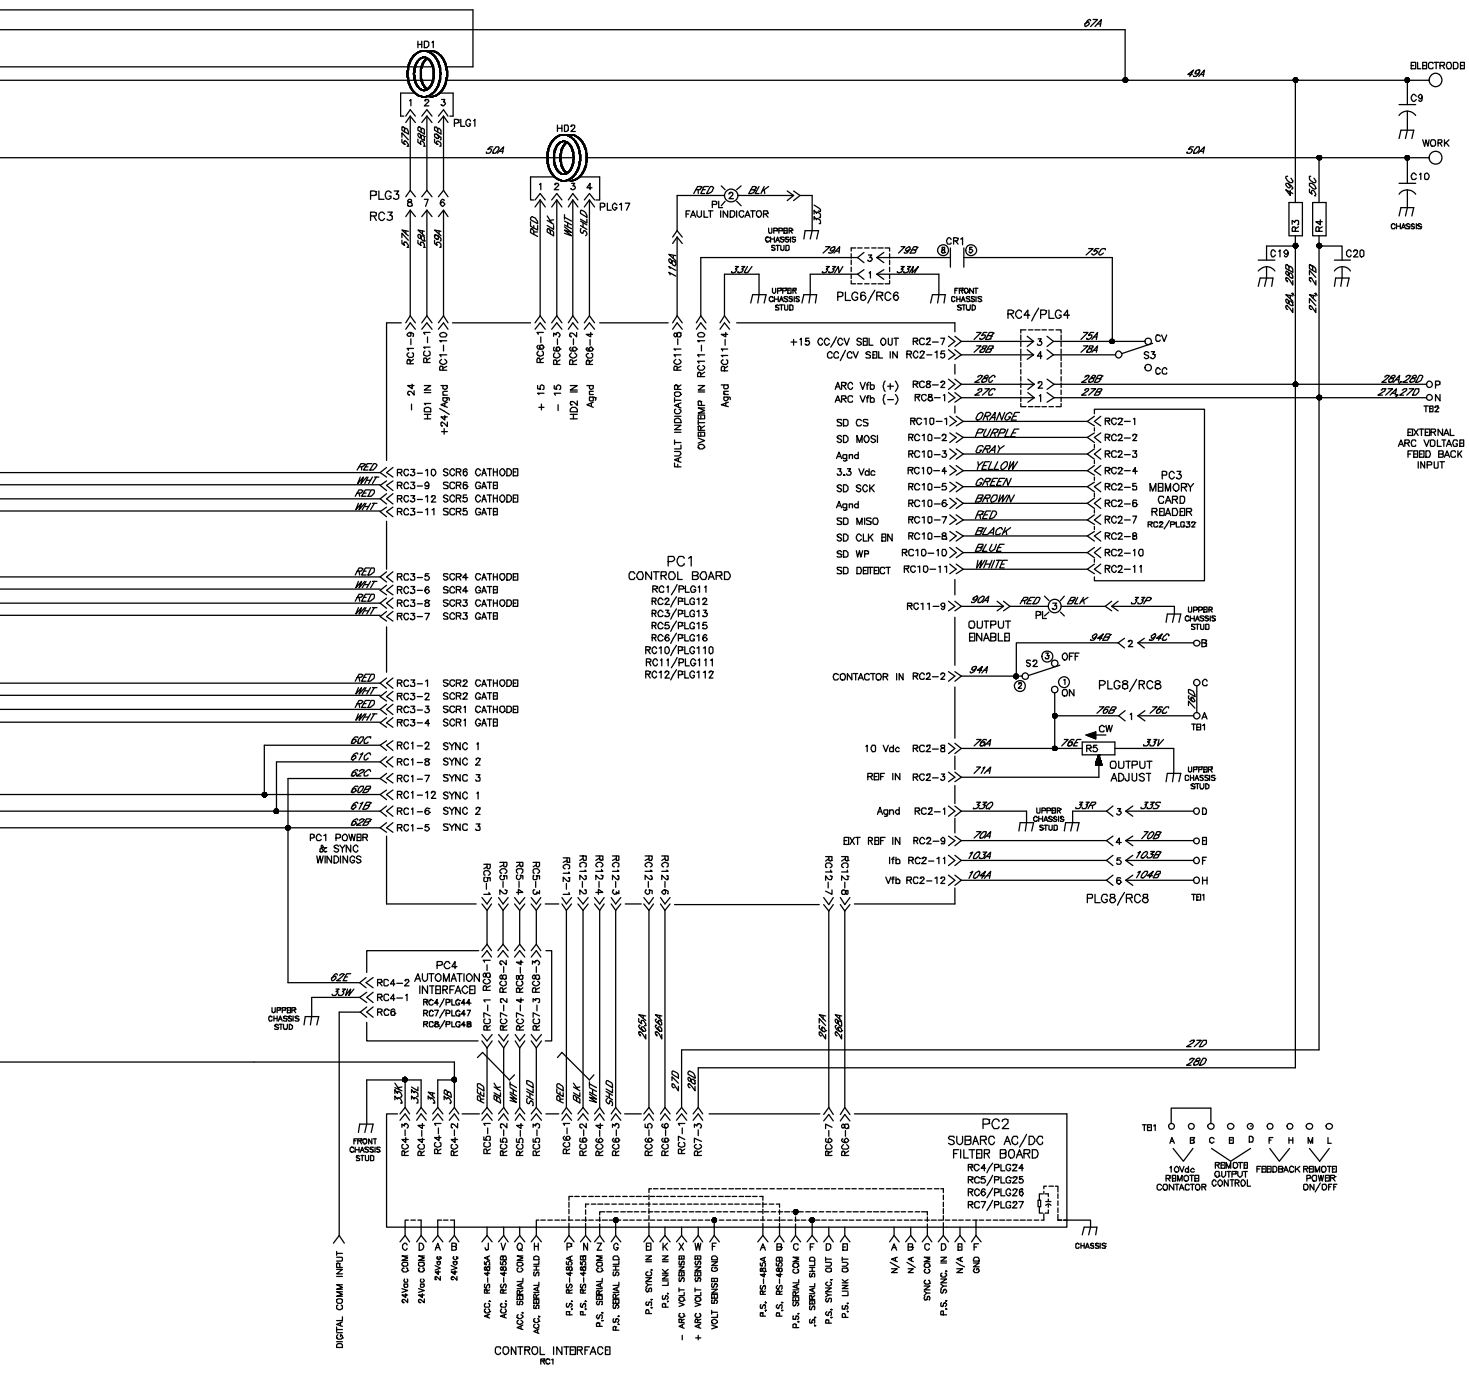 67A
HD1
49A
ELECTRODE
1 2 3
C9
PLG1
57B
58B
59B
HD2
50A
50A
WORK
C10
CHASSIS
PLG3
8 7 6
RC3
57A
58A
59A
1 2 3 4
PLG17
RED
BLK
WHT
SHLD
RED 2 BLK
PL
FAULT INDICATOR
33J
UPPER
CHASSIS
STUD
118A
79A 3 79B
8 CR1 5
75C
33U
33N 1 33M
UPPER
CHASSIS
STUD
PLG6/RC6
FRONT
CHASSIS
STUD
49C
50C
R3
R4
C19
C20
28A, 28B
27A, 27B
RC4/PLG4
RC1-9
RC1-1
RC1-10
- 24
HD1 IN
+24/Agnd
RC6-1
RC6-3
RC6-2
RC6-4
+ 15
- 15
HD2 IN
Agnd
FAULT INDICATOR RC11-8
OVERTEMP IN RC11-10
Agnd RC11-4
+15 CC/CV SEL OUT RC2-7 75B 3 75A CV
CC/CV SEL IN RC2-15 78B 4 78A S3
CC
ARC Vfb (+) RC8-2 28C 2 28B 28A,28D P
ARC Vfb (-) RC8-1 27C 1 27B 27A,27D N
TB2
EXTERNAL
ARC VOLTAGE
FEED BACK
INPUT
SD CS RC10-1 ORANGE RC2-1
SD MOSI RC10-2 PURPLE RC2-2
Agnd RC10-3 GRAY RC2-3
3.3 Vdc RC10-4 YELLOW RC2-4
SD SCK RC10-5 GREEN RC2-5
Agnd RC10-6 BROWN RC2-6
SD MISO RC10-7 RED RC2-7
SD CLK EN RC10-8 BLACK RC2-8
SD WP RC10-10 BLUE RC2-10
SD DETECT RC10-11 WHITE RC2-11
PC3
MEMORY
CARD
READER
RC2/PLG32
RED RC3-10 SCR6 CATHODE
WHT RC3-9 SCR6 GATE
RED RC3-12 SCR5 CATHODE
WHT RC3-11 SCR5 GATE
RED RC3-5 SCR4 CATHODE
WHT RC3-6 SCR4 GATE
RED RC3-8 SCR3 CATHODE
WHT RC3-7 SCR3 GATE
RED RC3-1 SCR2 CATHODE
WHT RC3-2 SCR2 GATE
RED RC3-3 SCR1 CATHODE
WHT RC3-4 SCR1 GATE
60C RC1-2 SYNC 1
61C RC1-8 SYNC 2
62C RC1-7 SYNC 3
60B RC1-12 SYNC 1
61B RC1-6 SYNC 2
62B RC1-5 SYNC 3
PC1 POWER
& SYNC
WINDINGS
PC1
CONTROL BOARD
RC1/PLG11
RC2/PLG12
RC3/PLG13
RC5/PLG15
RC6/PLG16
RC10/PLG110
RC11/PLG111
RC12/PLG112
RC11-9 90A RED 3 BLK 33P
PL
OUTPUT
ENABLE
UPPER
CHASSIS
STUD
94B 2 94C B
S2 3 OFF
CONTACTOR IN RC2-2 94A
2
1
ON
PLG8/RC8
C
76D
76B 1 76C A
TB1
CW
10 Vdc RC2-8 76A 76E R5 33V
REF IN RC2-3 71A
OUTPUT
ADJUST
UPPER
CHASSIS
STUD
Agnd RC2-1 33Q
UPPER
CHASSIS
STUD
33R 3 33S D
EXT REF IN RC2-9 70A 4 70B E
Ifb RC2-11 103A 5 103B F
Vfb RC2-12 104A 6 104B H
PLG8/RC8
TB1
RC5-1
RC5-2
RC5-4
RC5-3
RC12-1
RC12-2
RC12-4
RC12-3
RC12-5
RC12-6
RC12-7
RC12-8
PC4
AUTOMATION
INTERFACE
RC4/PLG44
RC7/PLG47
RC8/PLG48
62E RC4-2
33W RC4-1
RC6
UPPER
CHASSIS
STUD
RC7-1 RC8-1
RC7-2 RC8-2
RC7-4 RC8-4
RC7-3 RC8-3
265A
266A
267A
268A
27D
28D
33K
33L
3A
3B
RED
BLK
WHT
SHLD
RED
BLK
WHT
SHLD
27D
28D
FRONT
CHASSIS
STUD
RC4-3
RC4-4
RC4-1
RC4-2
RC5-1
RC5-2
RC5-4
RC5-3
RC6-1
RC6-2
RC6-4
RC6-3
RC6-5
RC6-6
RC7-1
RC7-3
RC6-7
RC6-8
PC2
SUBARC AC/DC
FILTER BOARD
RC4/PLG24
RC5/PLG25
RC6/PLG26
RC7/PLG27
CHASSIS
TB1
A B C E D F H M L
10Vdc
REMOTE
CONTACTOR
REMOTE
OUTPUT
CONTROL
FEEDBACK
REMOTE
POWER
ON/OFF
DIGITAL COMM INPUT
24Vac COM C
24Vac COM D
24Vac A
24Vac B
ACC. RS-485A J
ACC. RS-485B V
ACC. SERIAL COM Q
ACC. SERIAL SHLD H
P.S. RS-485A P
P.S. RS-485B N
P.S. SERIAL COM Z
P.S. SERIAL SHLD G
P.S. SYNC. IN E
P.S. LINK IN K
- ARC VOLT SENSE X
+ ARC VOLT SENSE W
VOLT SENSE GND F
P.S. RS-485A A
P.S. RS-485B B
P.S. SERIAL COM C
.S. SERIAL SHLD F
P.S. SYNC. OUT D
P.S. LINK OUT E
N/A A
N/A B
SYNC COM C
P.S. SYNC. IN D
N/A E
GND F
CONTROL INTERFACE
RC1